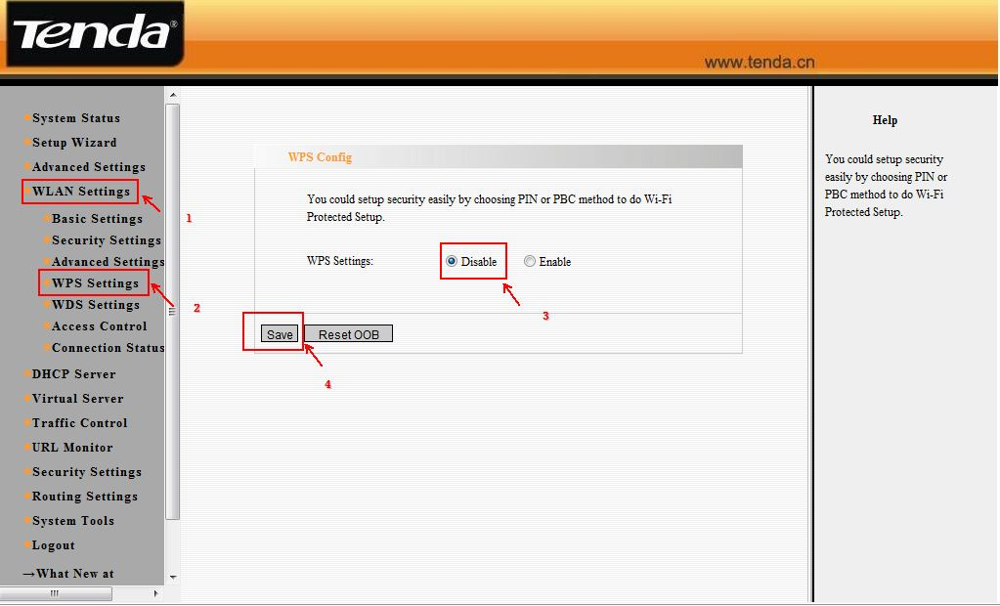 Tenda®
www.tenda.cn
System Status
Setup Wizard
Advanced Settings
WLAN Settings
1
Basic Settings
Security Settings
Advanced Settings
WPS Settings
2
WDS Settings
Access Control
Connection Status
DHCP Server
Virtual Server
Traffic Control
URL Monitor
Security Settings
Routing Settings
System Tools
Logout
→What New at
WPS Config
You could setup security easily by choosing PIN or PBC method to do Wi-Fi
Protected Setup.
WPS Settings: Disable Enable
3
Save Reset OOB
4
Help
You could setup security
easily by choosing PIN or
PBC method to do Wi-Fi
Protected Setup.